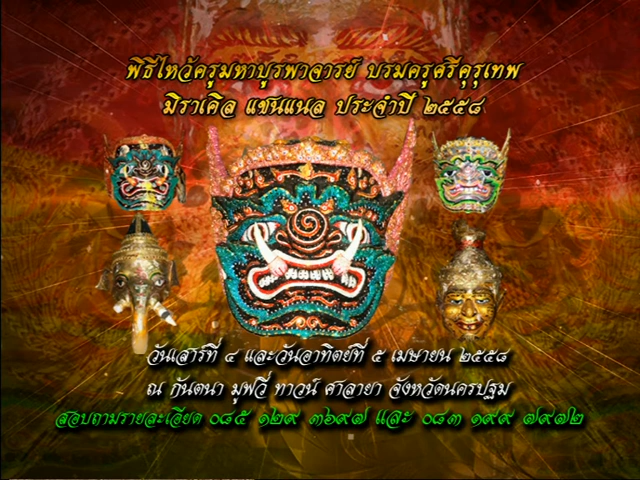 พิธีไหว้ครุมหาบูรพาจารย์ บรมครูศรีคุรุเทพ
มิราเคิล แชนแนล ประจำปี ๒๕๕๘
วันเสาร์ที่ ๔ และวันอาทิตย์ที่ ๕ เมษายน ๒๕๕๘
ณ กันตนา มูฟวี่ ทาวน์ ศาลายา จังหวัดนครปฐม
สอบถามรายละเอียด ๐๘๕ ๑๒๙ ๓๖๙๗ และ ๐๘๓ ๑๙๙ ๗๙๗๒